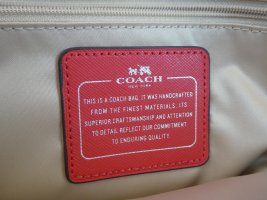 COACH
NEW YORK
THIS IS A COACH BAG. IT WAS HANDCRAFTED
FROM THE FINEST MATERIALS. ITS
SUPERIOR CRAFTSMANSHIP AND ATTENTION
TO DETAIL REFLECT OUR COMMITMENT
TO ENDURING QUALITY.